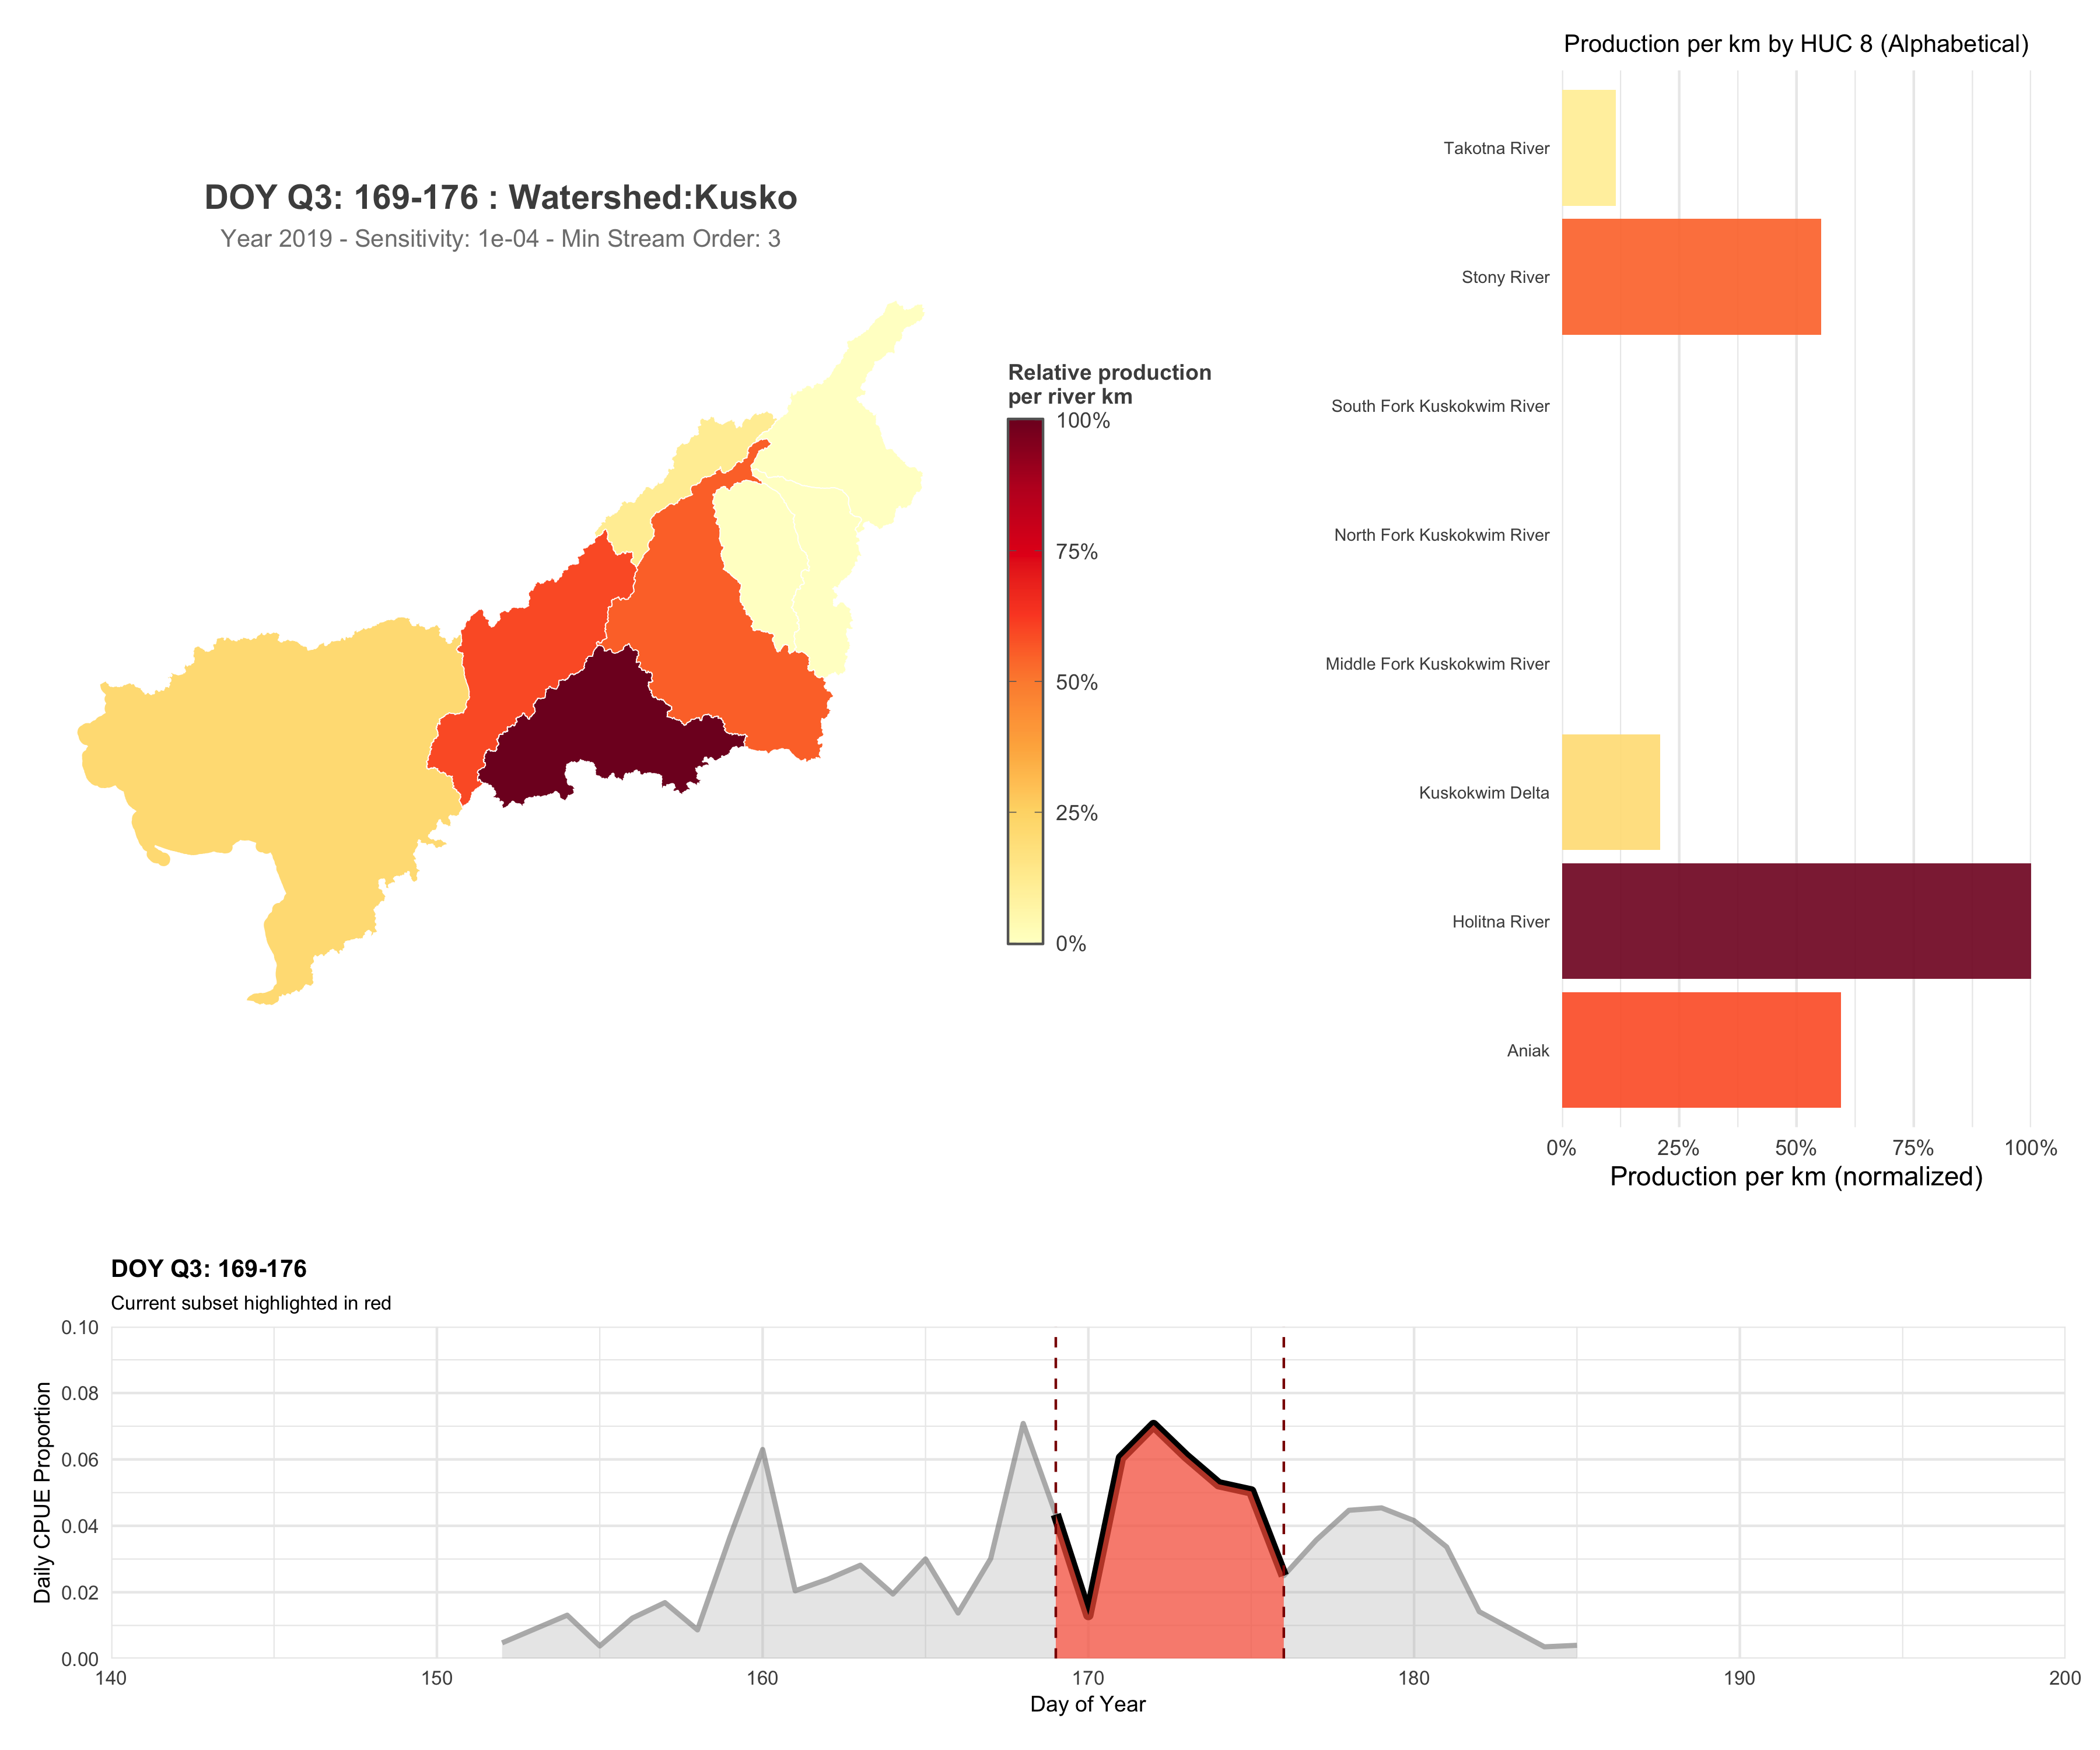 Production per km by HUC 8 (Alphabetical)
DOY Q3: 169-176 : Watershed:Kusko
Year 2019 - Sensitivity: 1e-04 - Min Stream Order: 3
Relative production
per river km
100%
75%
50%
25%
0%
Takotna River
Stony River
South Fork Kuskokwim River
North Fork Kuskokwim River
Middle Fork Kuskokwim River
Kuskokwim Delta
Holitna River
Aniak
0% 25% 50% 75% 100%
Production per km (normalized)
DOY Q3: 169-176
Current subset highlighted in red
Daily CPUE Proportion
0.10
0.08
0.06
0.04
0.02
0.00
140 150 160 170 180 190 200
Day of Year